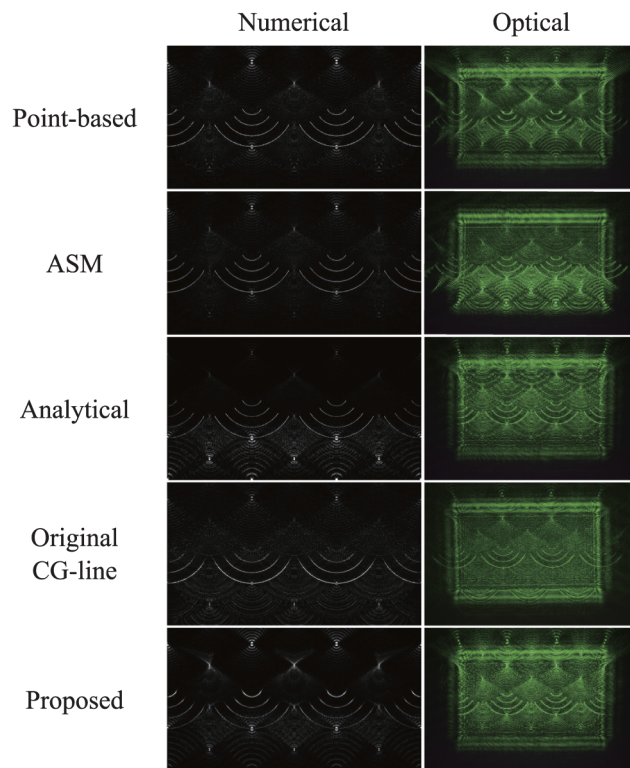 Numerical
Optical
Point-based
ASM
Analytical
Original
CG-line
Proposed